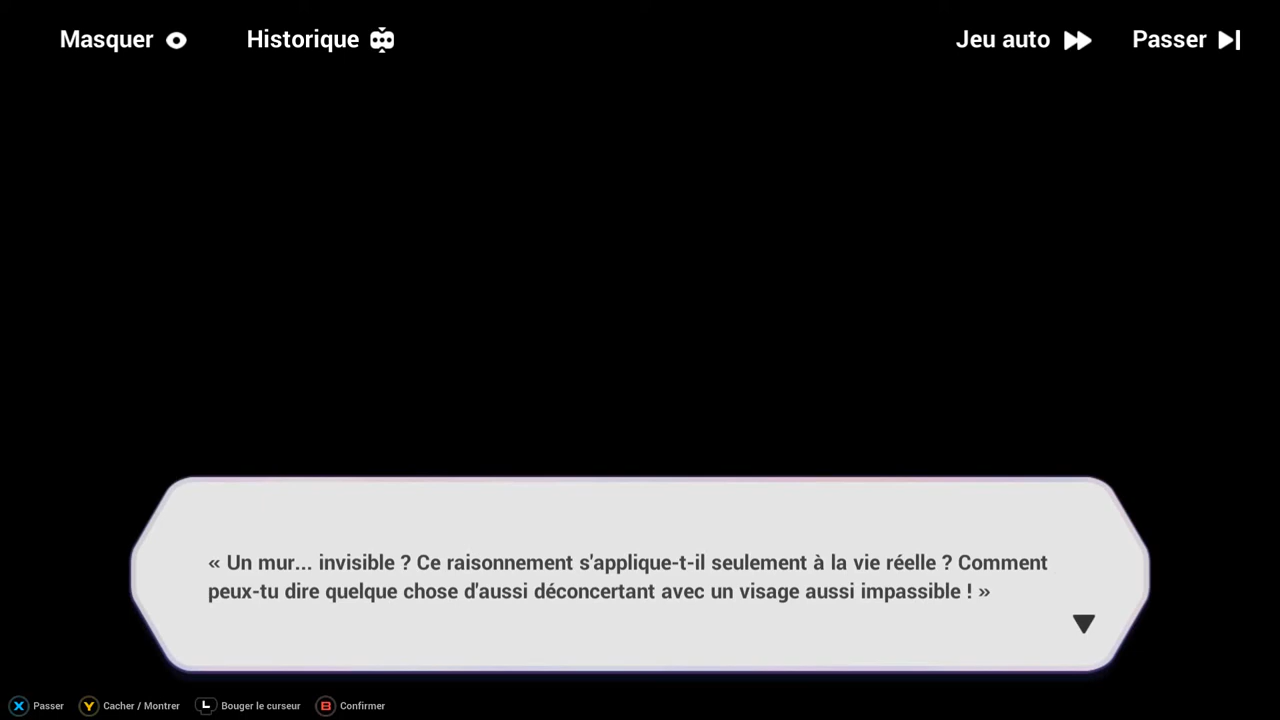 Masquer
Historique
Jeu auto
Passer
« Un mur... invisible ? Ce raisonnement s'applique-t-il seulement à la vie réelle ? Comment
peux-tu dire quelque chose d'aussi déconcertant avec un visage aussi impassible ! »
X Passer
Y Cacher / Montrer
L Bouger le curseur
B Confirmer